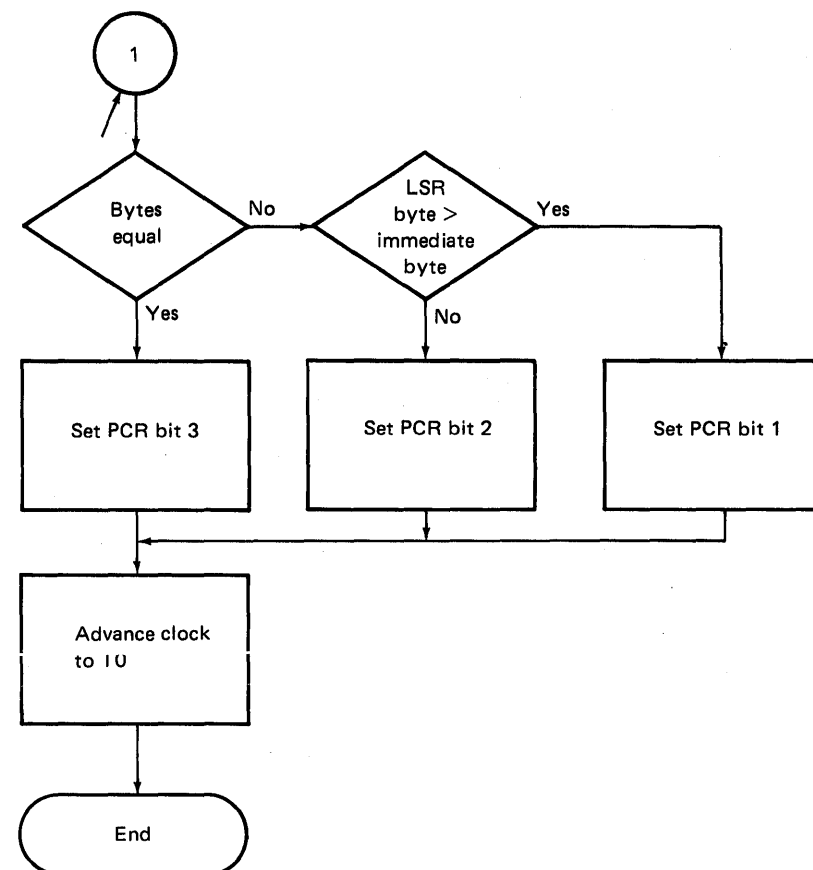 1
Bytes
equal
No
LSR
byte >
immediate
byte
Yes
Yes
No
Set PCR bit 3
Set PCR bit 2
Set PCR bit 1
Advance clock
to T0
End